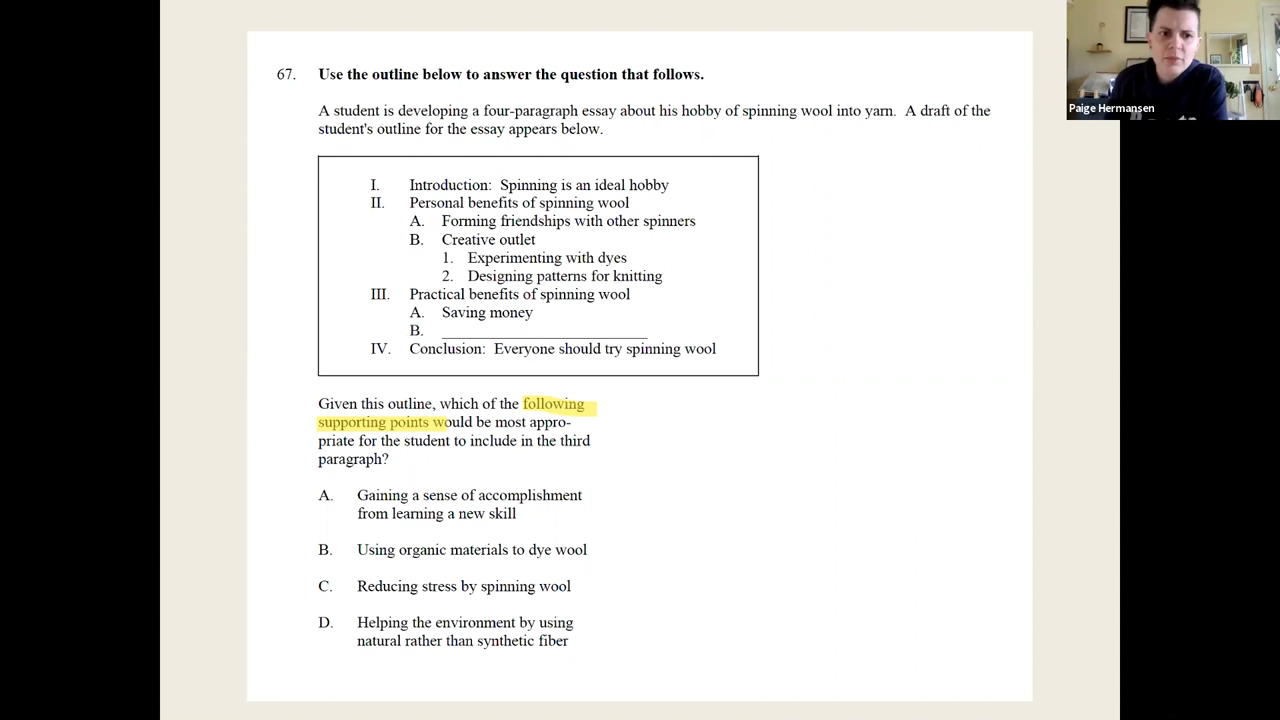 67. Use the outline below to answer the question that follows.
A student is developing a four-paragraph essay about his hobby of spinning wool into yarn. A draft of the
student's outline for the essay appears below.
I. Introduction: Spinning is an ideal hobby
II. Personal benefits of spinning wool
A. Forming friendships with other spinners
B. Creative outlet
1. Experimenting with dyes
2. Designing patterns for knitting
III. Practical benefits of spinning wool
A. Saving money
B.
IV. Conclusion: Everyone should try spinning wool
Given this outline, which of the following
supporting points would be most appro-
priate for the student to include in the third
paragraph?
A. Gaining a sense of accomplishment
from learning a new skill
B. Using organic materials to dye wool
C. Reducing stress by spinning wool
D. Helping the environment by using
natural rather than synthetic fiber
Paige Hermansen